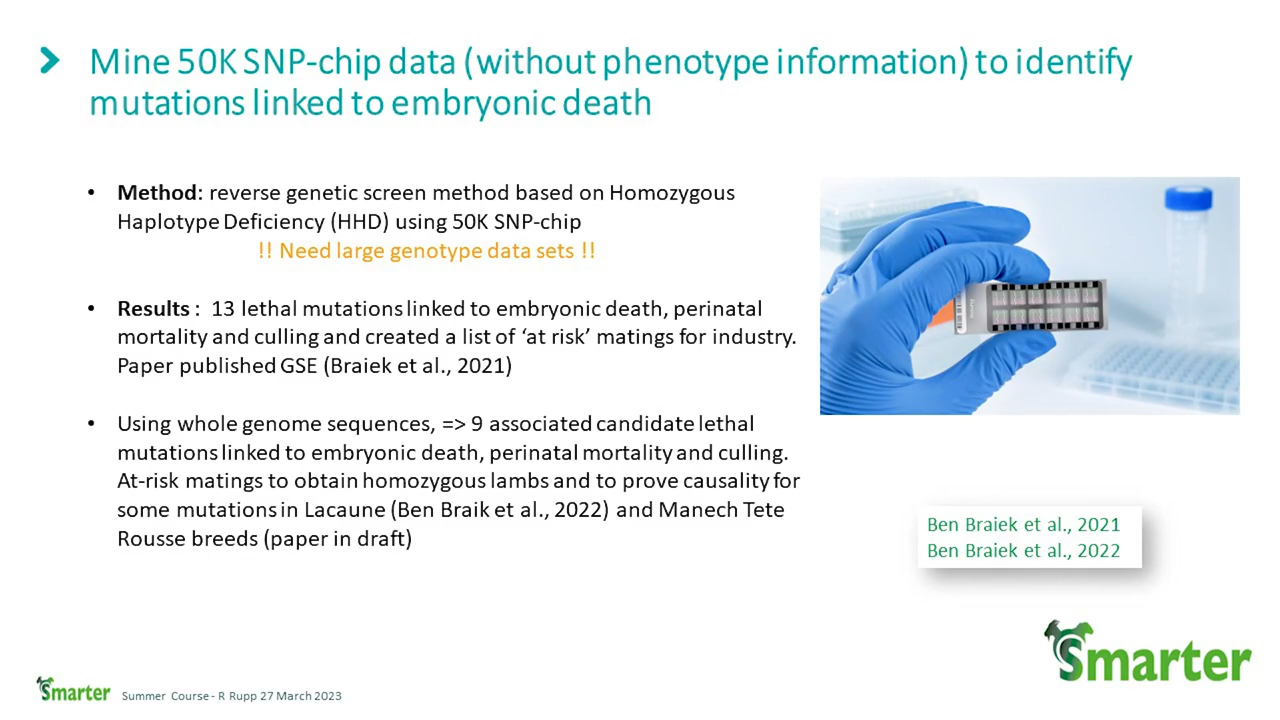 Mine 50K SNP-chip data (without phenotype information) to identify
mutations linked to embryonic death
• Method: reverse genetic screen method based on Homozygous
Haplotype Deficiency (HHD) using 50K SNP-chip
!! Need large genotype data sets !!
• Results : 13 lethal mutations linked to embryonic death, perinatal
mortality and culling and created a list of ‘at risk’ matings for industry.
Paper published GSE (Braiek et al., 2021)
• Using whole genome sequences, => 9 associated candidate lethal
mutations linked to embryonic death, perinatal mortality and culling.
At-risk matings to obtain homozygous lambs and to prove causality for
some mutations in Lacaune (Ben Braik et al., 2022) and Manech Tete
Rousse breeds (paper in draft)
Ben Braiek et al., 2021
Ben Braiek et al., 2022
Smarter
Smarter
Summer Course - R Rupp 27 March 2023